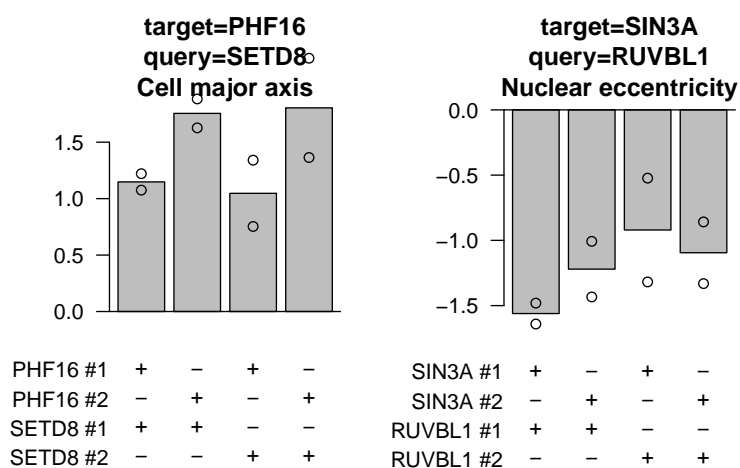 target=PHF16
query=SETD8
Cell major axis
1.5
1.0
0.5
0.0
PHF16 #1 + − + −
PHF16 #2 − + − +
SETD8 #1 + + − −
SETD8 #2 − − + +
target=SIN3A
query=RUVBL1
Nuclear eccentricity
0.0
−0.5
−1.0
−1.5
SIN3A #1 + − + −
SIN3A #2 − + − +
RUVBL1 #1 + + − −
RUVBL1 #2 − − + +